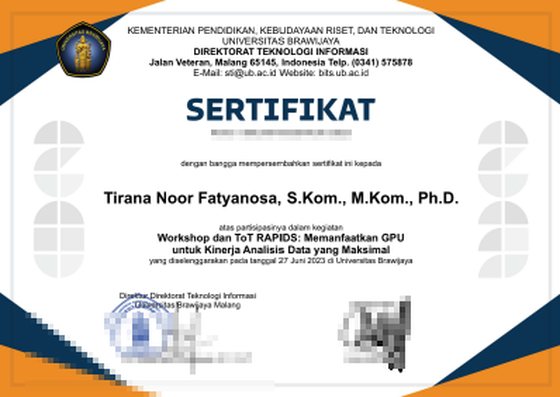 KEMENTERIAN PENDIDIKAN, KEBUDAYAAN RISET, DAN TEKNOLOGI
UNIVERSITAS BRAWIJAYA
DIREKTORAT TEKNOLOGI INFORMASI
Jalan Veteran, Malang 65145, Indonesia Telp. (0341) 575878
E-Mail: sti@ub.ac.id Website: bits.ub.ac.id
SERTIFIKAT
dengan bangga mempersembahkan sertifikat ini kepada
Tirana Noor Fatyanosa, S.Kom., M.Kom., Ph.D.
atas partisipasinya dalam kegiatan
Workshop dan ToT RAPIDS: Memanfaatkan GPU
untuk Kinerja Analisis Data yang Maksimal
yang diselenggarakan pada tanggal 27 Juni 2023 di Universitas Brawijaya
Direktur Direktorat Teknologi Informasi
Universitas Brawijaya Malang